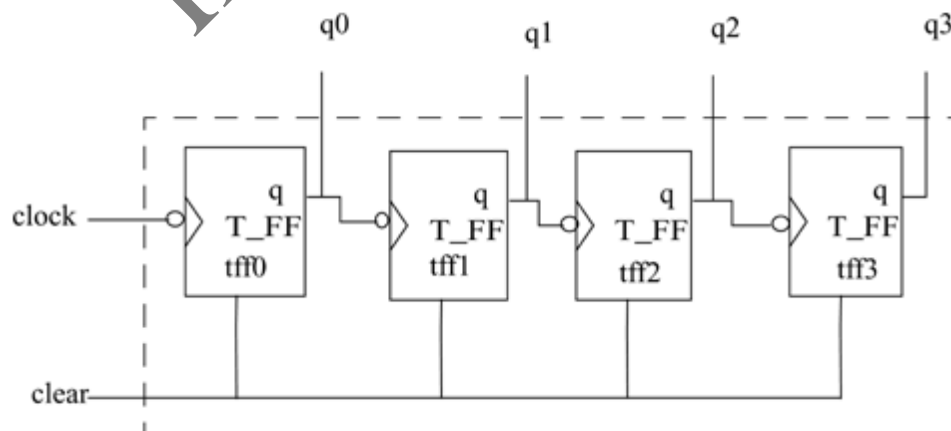 q0
q1
q2
q3
clock
q
T_FF
tff0
q
T_FF
tff1
q
T_FF
tff2
q
T_FF
tff3
clear